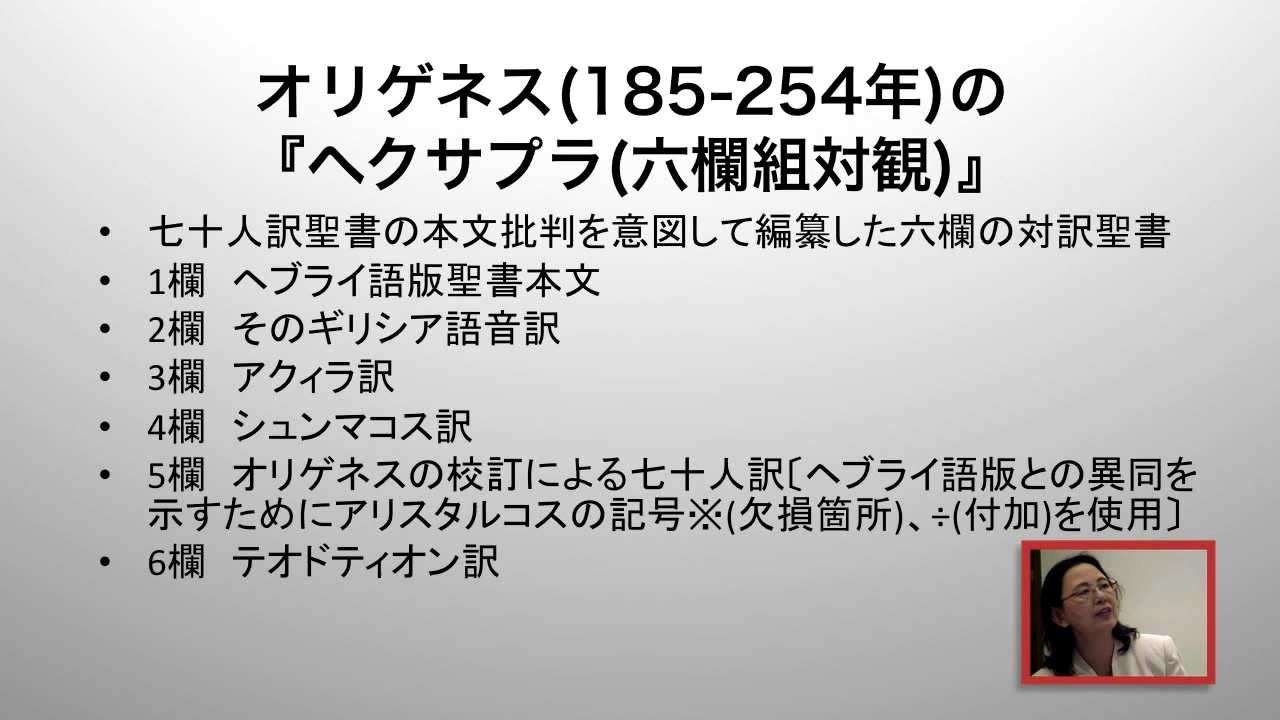 オリゲネス(185-254年)の
『ヘクサプラ(六欄組対観)』
• 七十人訳聖書の本文批判を意図して編纂した六欄の対訳聖書
• 1欄　ヘブライ語版聖書本文
• 2欄　そのギリシア語音訳
• 3欄　アクィラ訳
• 4欄　シュンマコス訳
• 5欄　オリゲネスの校訂による七十人訳〔ヘブライ語版との異同を
示すためにアリスタルコスの記号※(欠損箇所)、÷(付加)を使用〕
• 6欄　テオドティオン訳